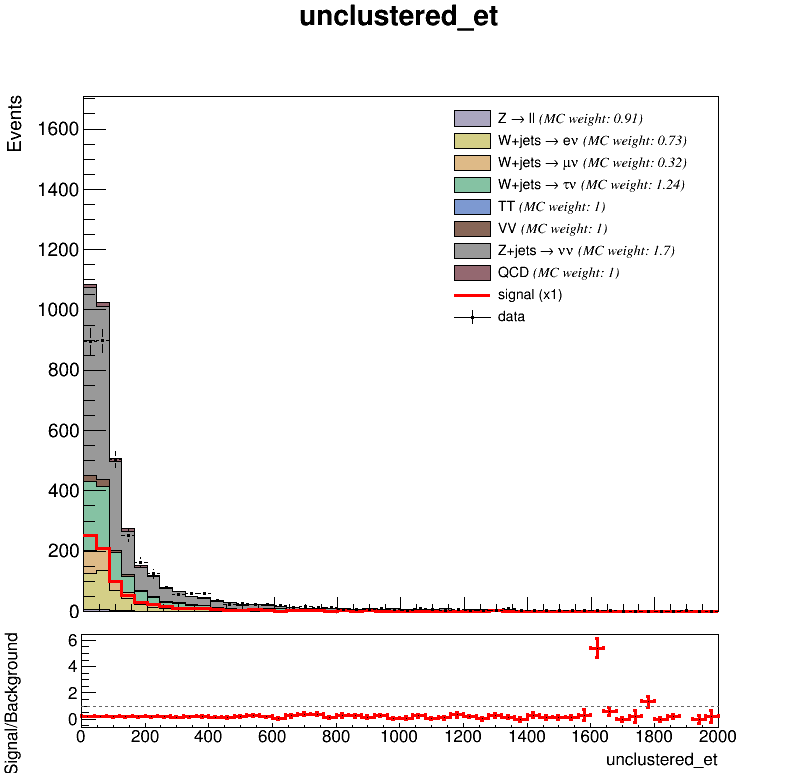 unclustered_et
Events
1600
1400
1200
1000
800
600
400
200
0
Z → ll (MC weight: 0.91)
W+jets → eν (MC weight: 0.73)
W+jets → μν (MC weight: 0.32)
W+jets → τν (MC weight: 1.24)
TT (MC weight: 1)
VV (MC weight: 1)
Z+jets → νν (MC weight: 1.7)
QCD (MC weight: 1)
signal (x1)
data
Signal/Background
6
4
2
0
0 200 400 600 800 1000 1200 1400 1600 1800 2000
unclustered_et